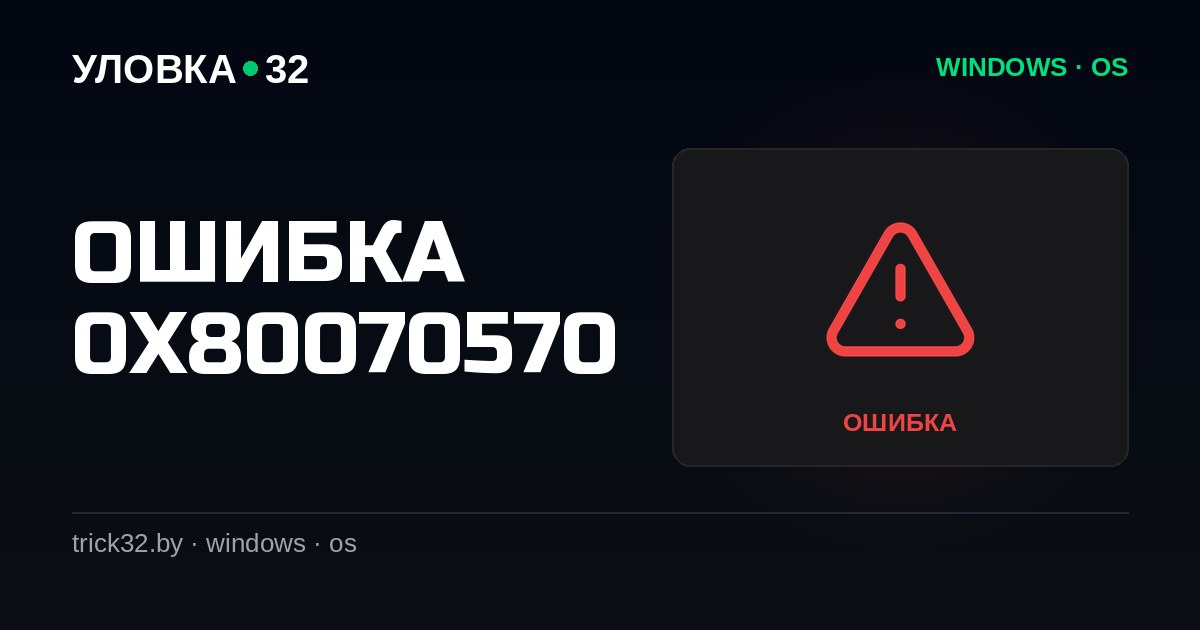 УЛОВКА•32
WINDOWS · OS
ОШИБКА
0X80070570
ОШИБКА
trick32.by · windows · os